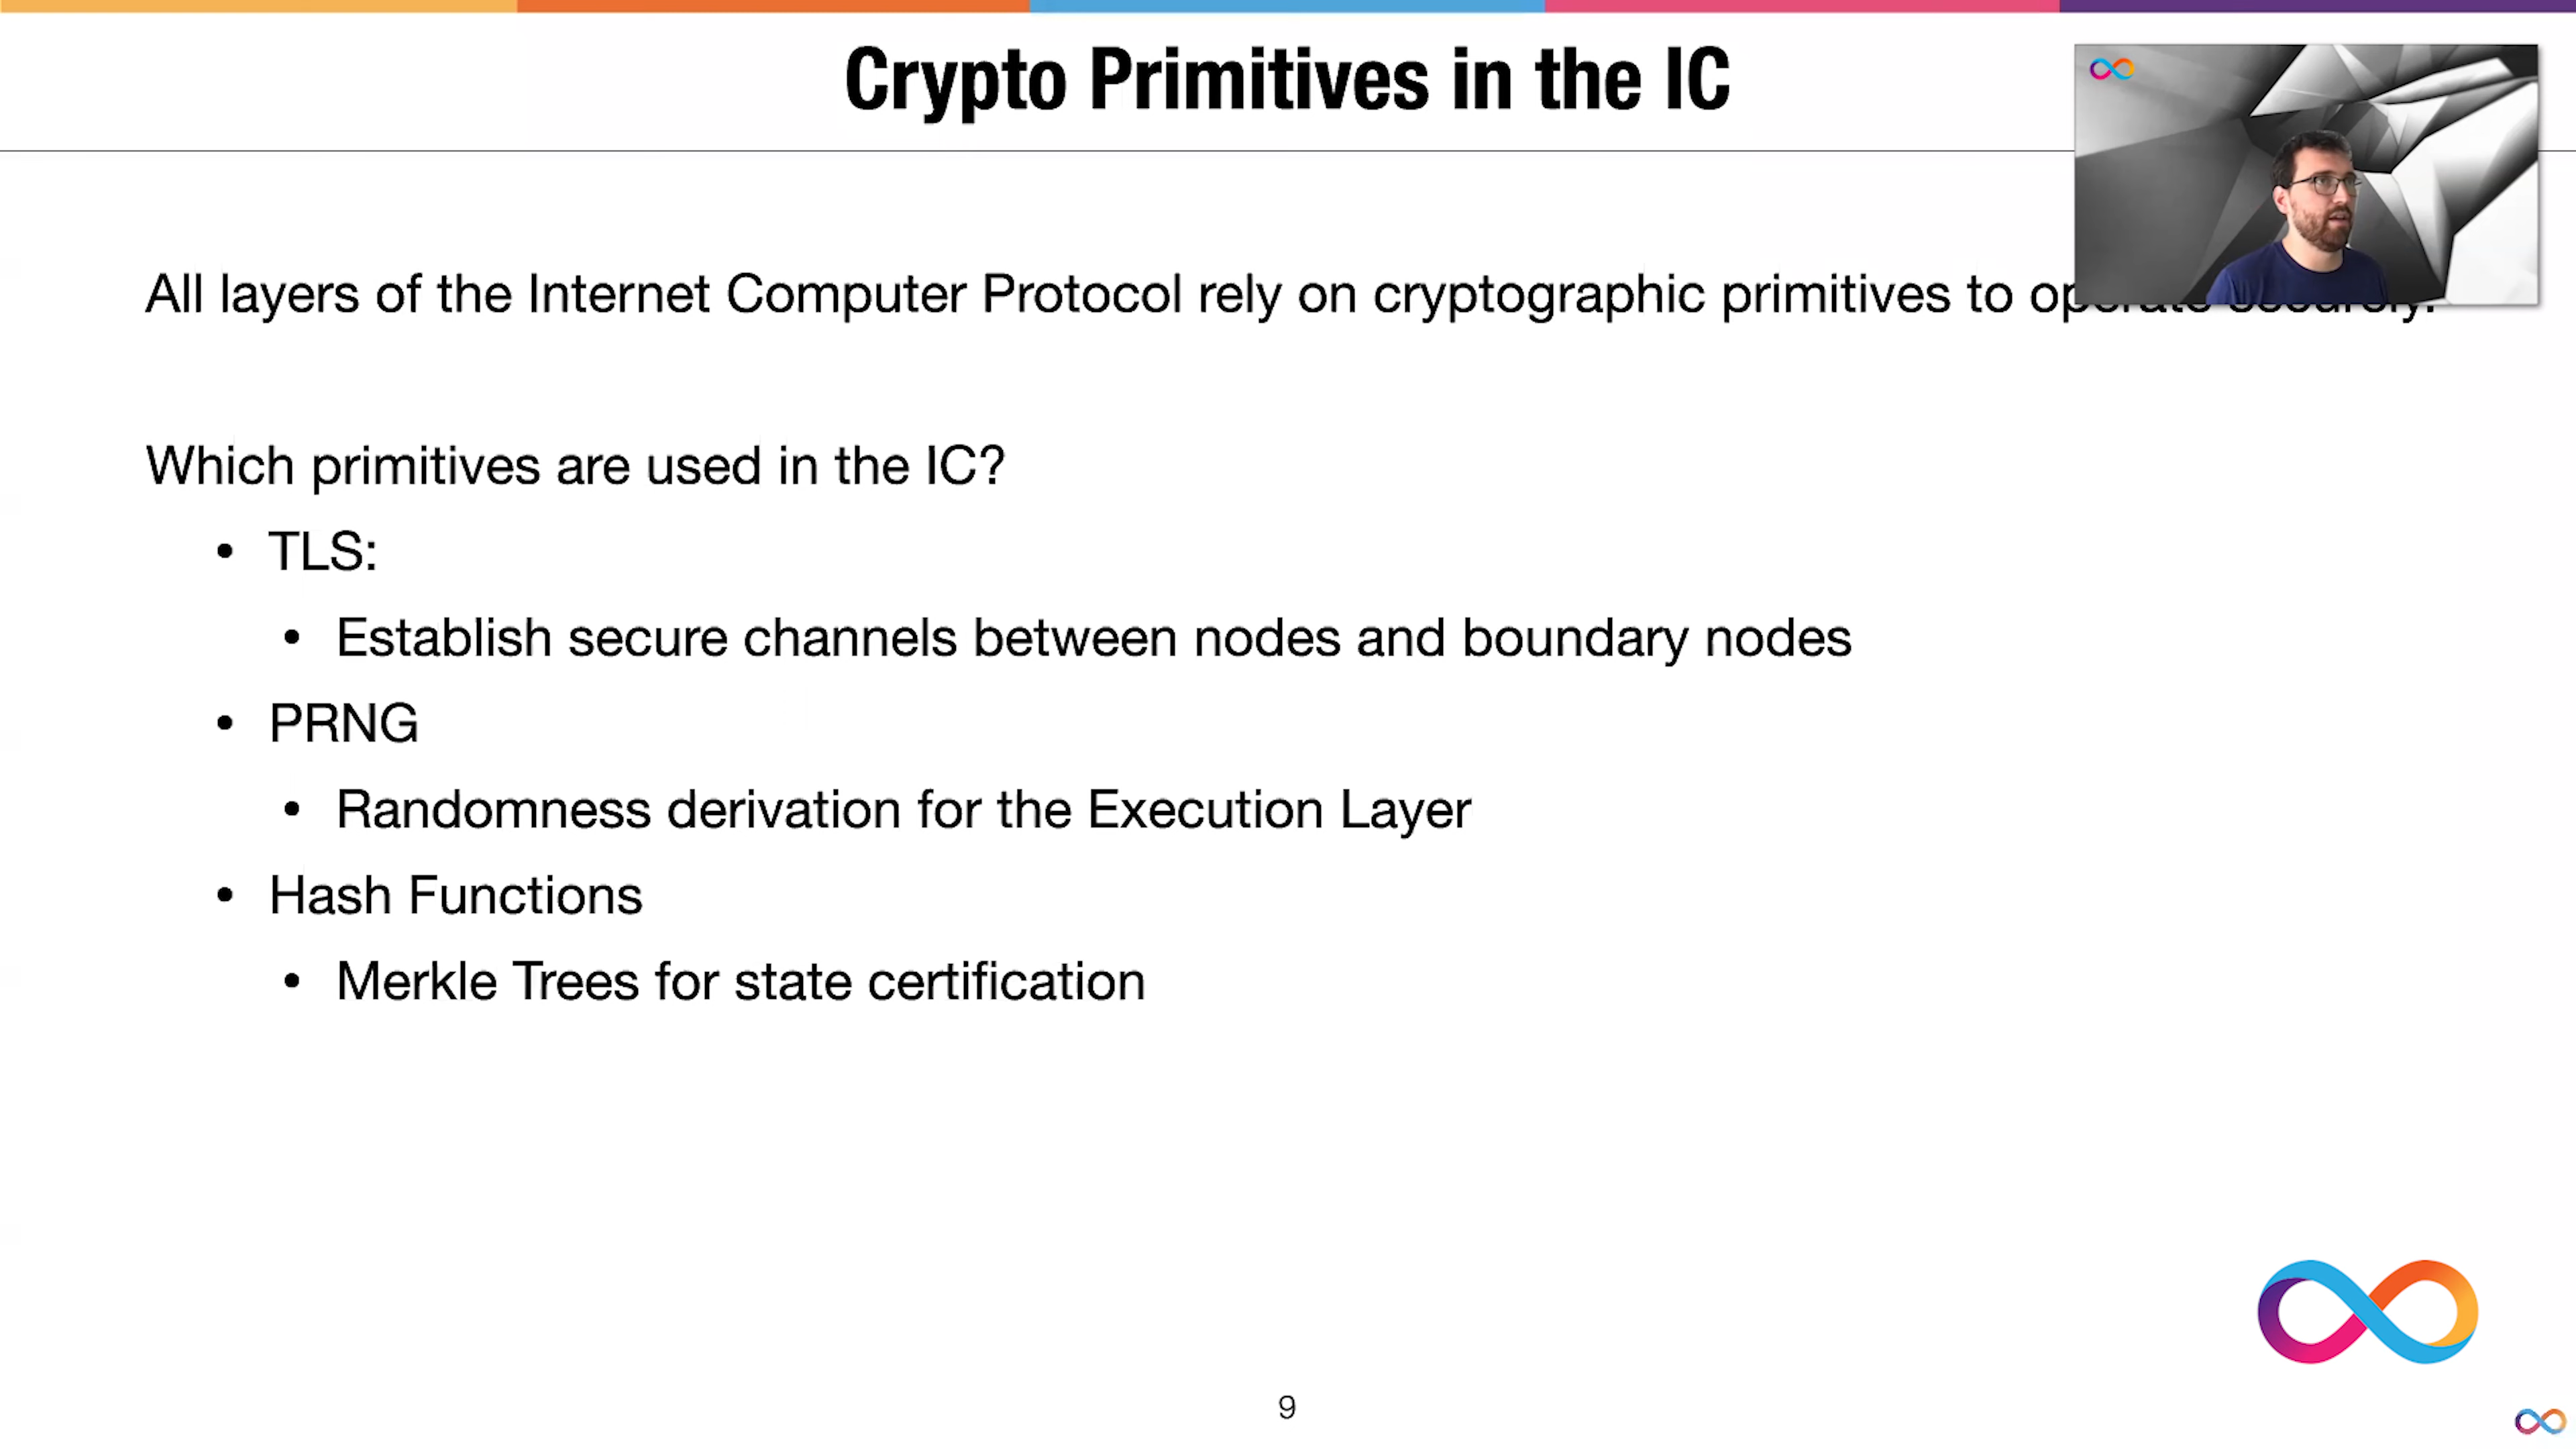 Crypto Primitives in the IC
All layers of the Internet Computer Protocol rely on cryptographic primitives to operate securely.
Which primitives are used in the IC?
• TLS:
• Establish secure channels between nodes and boundary nodes
• PRNG
• Randomness derivation for the Execution Layer
• Hash Functions
• Merkle Trees for state certification
9